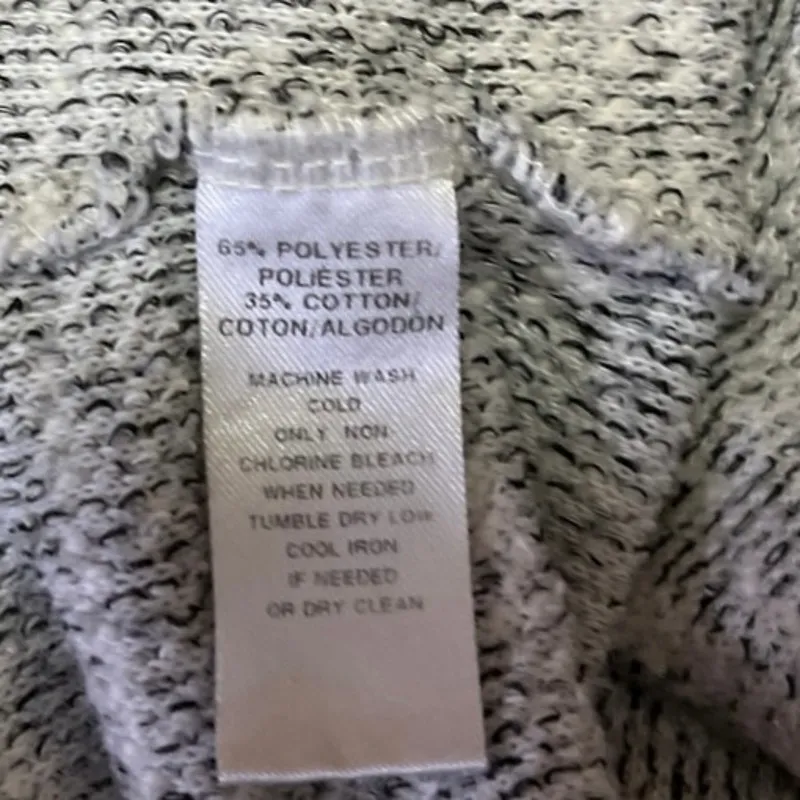 65% POLYESTER/
POLIÉSTER
35% COTTON/
COTON/ALGODÓN
MACHINE WASH
COLD
ONLY NON-
CHLORINE BLEACH
WHEN NEEDED
TUMBLE DRY LOW
COOL IRON
IF NEEDED
OR DRY CLEAN